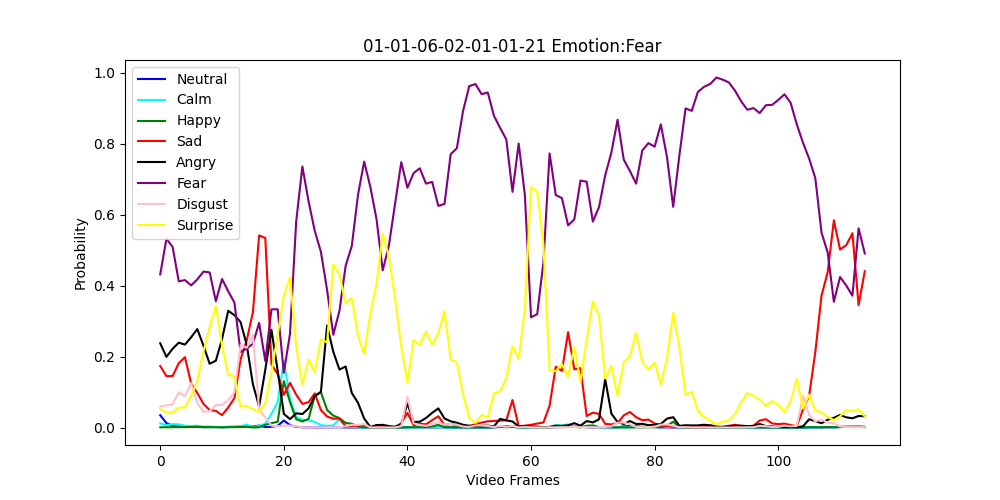 01-01-06-02-01-01-21 Emotion:Fear
1.0
0.8
0.6
0.4
0.2
0.0
Probability
Neutral
Calm
Happy
Sad
Angry
Fear
Disgust
Surprise
0 20 40 60 80 100
Video Frames